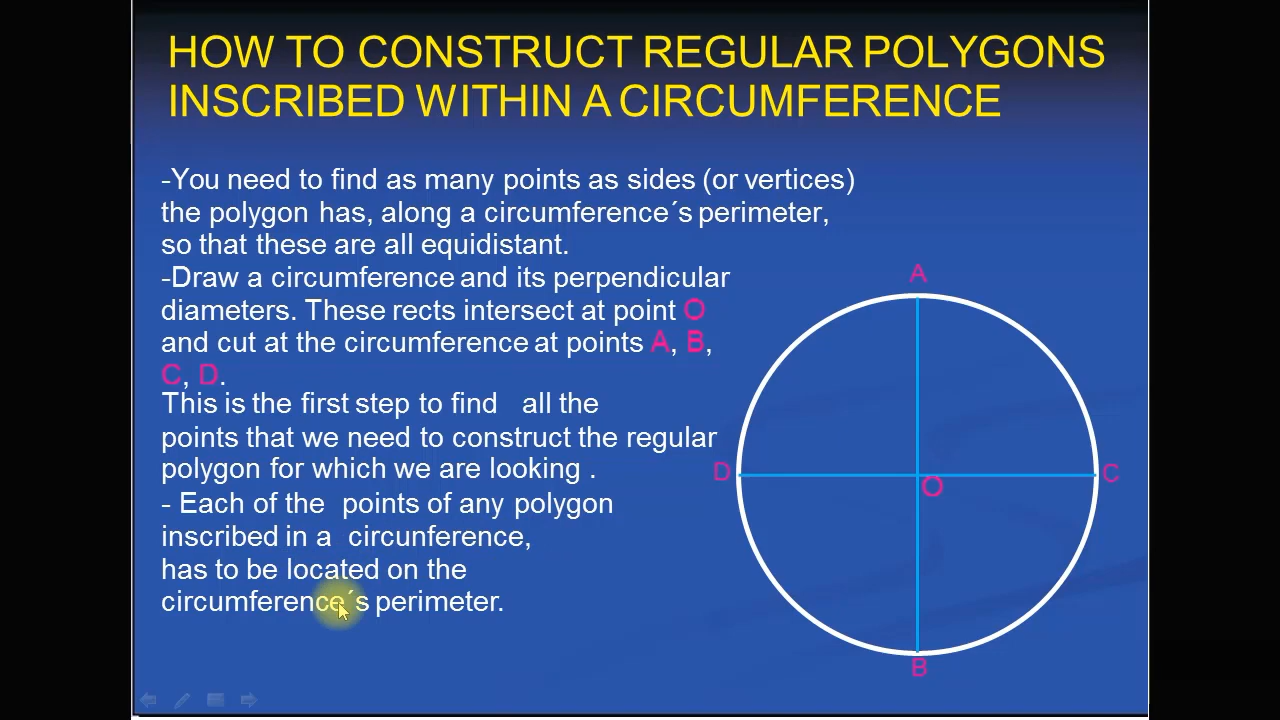 HOW TO CONSTRUCT REGULAR POLYGONS
INSCRIBED WITHIN A CIRCUMFERENCE
-You need to find as many points as sides (or vertices)
the polygon has, along a circumference´s perimeter,
so that these are all equidistant.
-Draw a circumference and its perpendicular
diameters. These rects intersect at point O
and cut at the circumference at points A, B,
C, D.
This is the first step to find all the
points that we need to construct the regular
polygon for which we are looking .
- Each of the points of any polygon
inscribed in a circunference,
has to be located on the
circumference´s perimeter.
A
D
O
C
B